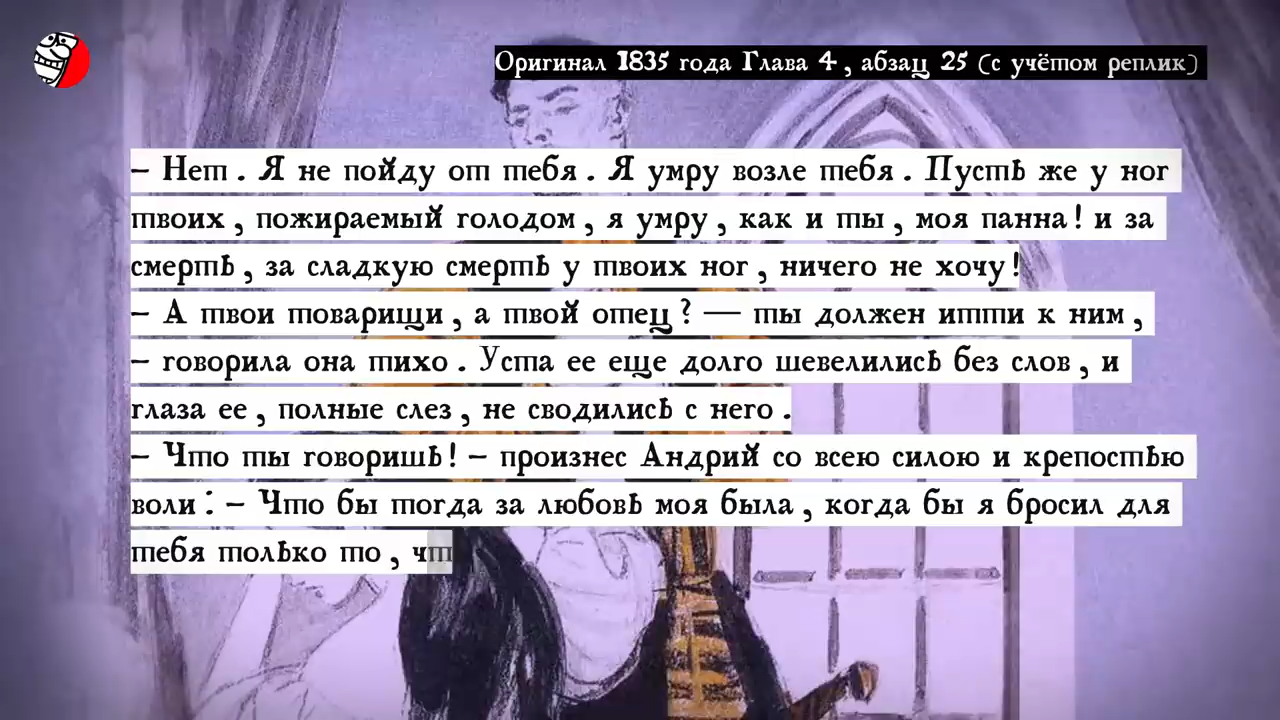 Оригинал 1835 года Глава 4, абзац 25 (с учётом реплик)
– Нет. Я не пойду от тебя. Я умру возле тебя. Пусть же у ног
твоих, пожираемый голодом, я умру, как и ты, моя панна! и за
смерть, за сладкую смерть у твоих ног, ничего не хочу!
– А твои товарищи, а твой отец? — ты должен итти к ним,
– говорила она тихо. Уста ее еще долго шевелились без слов, и
глаза ее, полные слез, не сводились с него.
– Что ты говоришь! – произнес Андрий со всею силою и крепостью
воли: – Что бы тогда за любовь моя была, когда бы я бросил для
тебя только то, чт